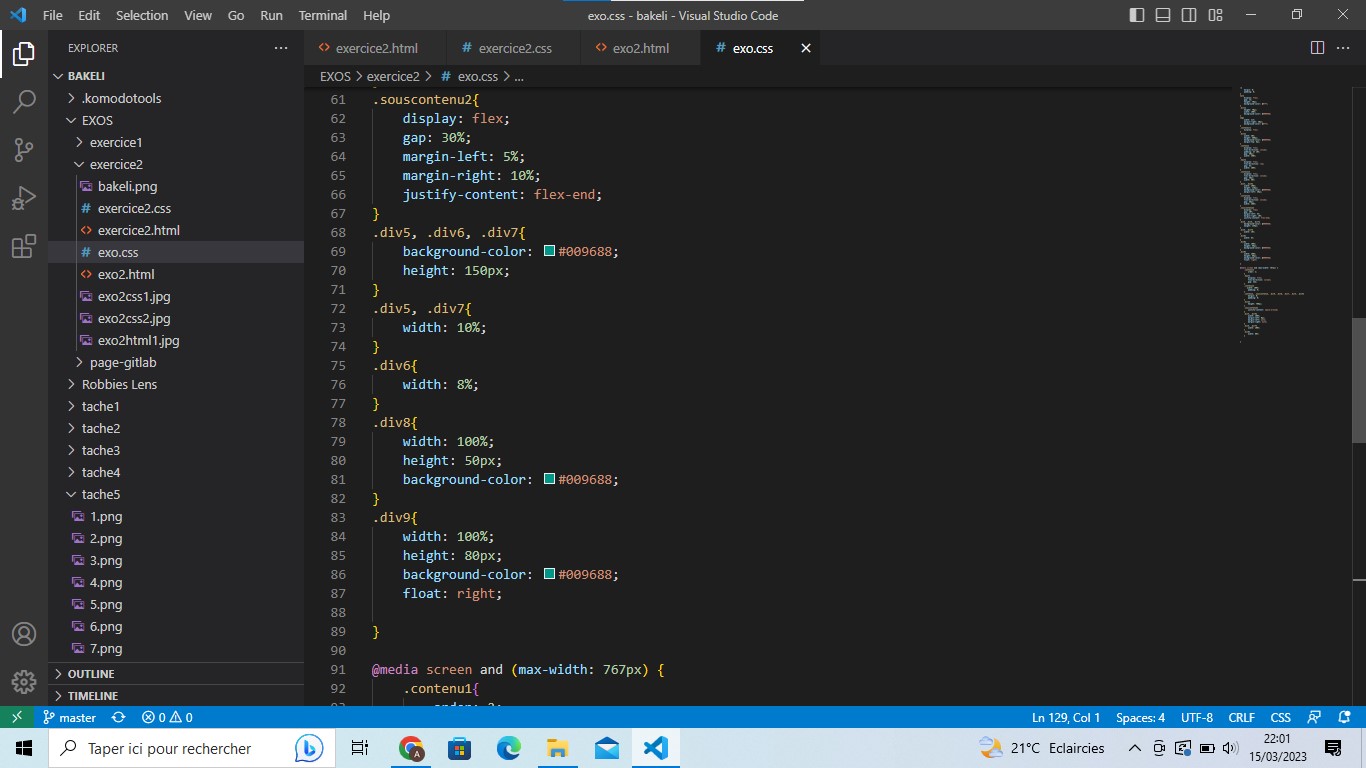 File Edit Selection View Go Run Terminal Help exo.css - bakeli - Visual Studio Code
EXPLORER
BAKELI
.komodotools
EXOS
exercice1
exercice2
bakeli.png
exercice2.css
exercice2.html
exo.css
exo2.html
exo2css1.jpg
exo2css2.jpg
exo2html1.jpg
page-gitlab
Robbies Lens
tache1
tache2
tache3
tache4
tache5
1.png
2.png
3.png
4.png
5.png
6.png
7.png
OUTLINE
TIMELINE
exercice2.html exercice2.css exo2.html exo.css
EXOS > exercice2 > # exo.css > ...
61 .souscontenu2{
62     display: flex;
63     gap: 30%;
64     margin-left: 5%;
65     margin-right: 10%;
66     justify-content: flex-end;
67 }
68 .div5, .div6, .div7{
69     background-color: #009688;
70     height: 150px;
71 }
72 .div5, .div7{
73     width: 10%;
74 }
75 .div6{
76     width: 8%;
77 }
78 .div8{
79     width: 100%;
80     height: 50px;
81     background-color: #009688;
82 }
83 .div9{
84     width: 100%;
85     height: 80px;
86     background-color: #009688;
87     float: right;
88
89 }
90
91 @media screen and (max-width: 767px) {
92     .contenu1{
master 0 0 Ln 129, Col 1 Spaces: 4 UTF-8 CRLF CSS
Taper ici pour rechercher 21°C Eclaircies 22:01
15/03/2023